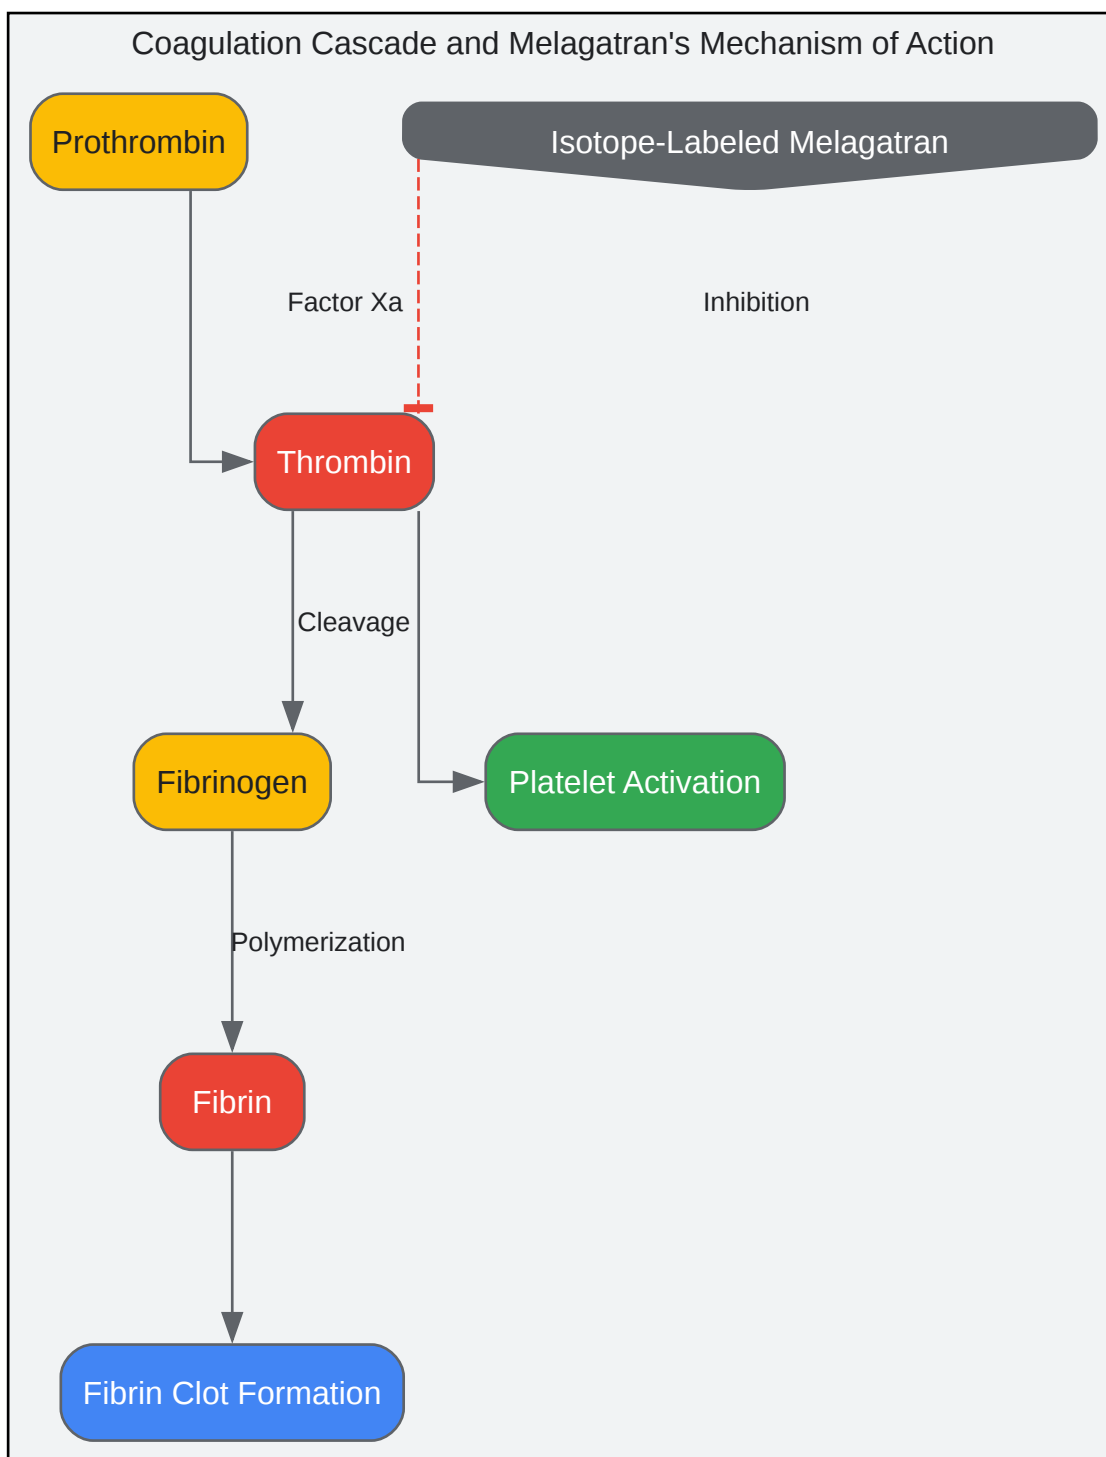 Coagulation Cascade and Melagatran's Mechanism of Action
Prothrombin
Isotope-Labeled Melagatran
Factor Xa
Inhibition
Thrombin
Cleavage
Fibrinogen
Platelet Activation
Polymerization
Fibrin
Fibrin Clot Formation